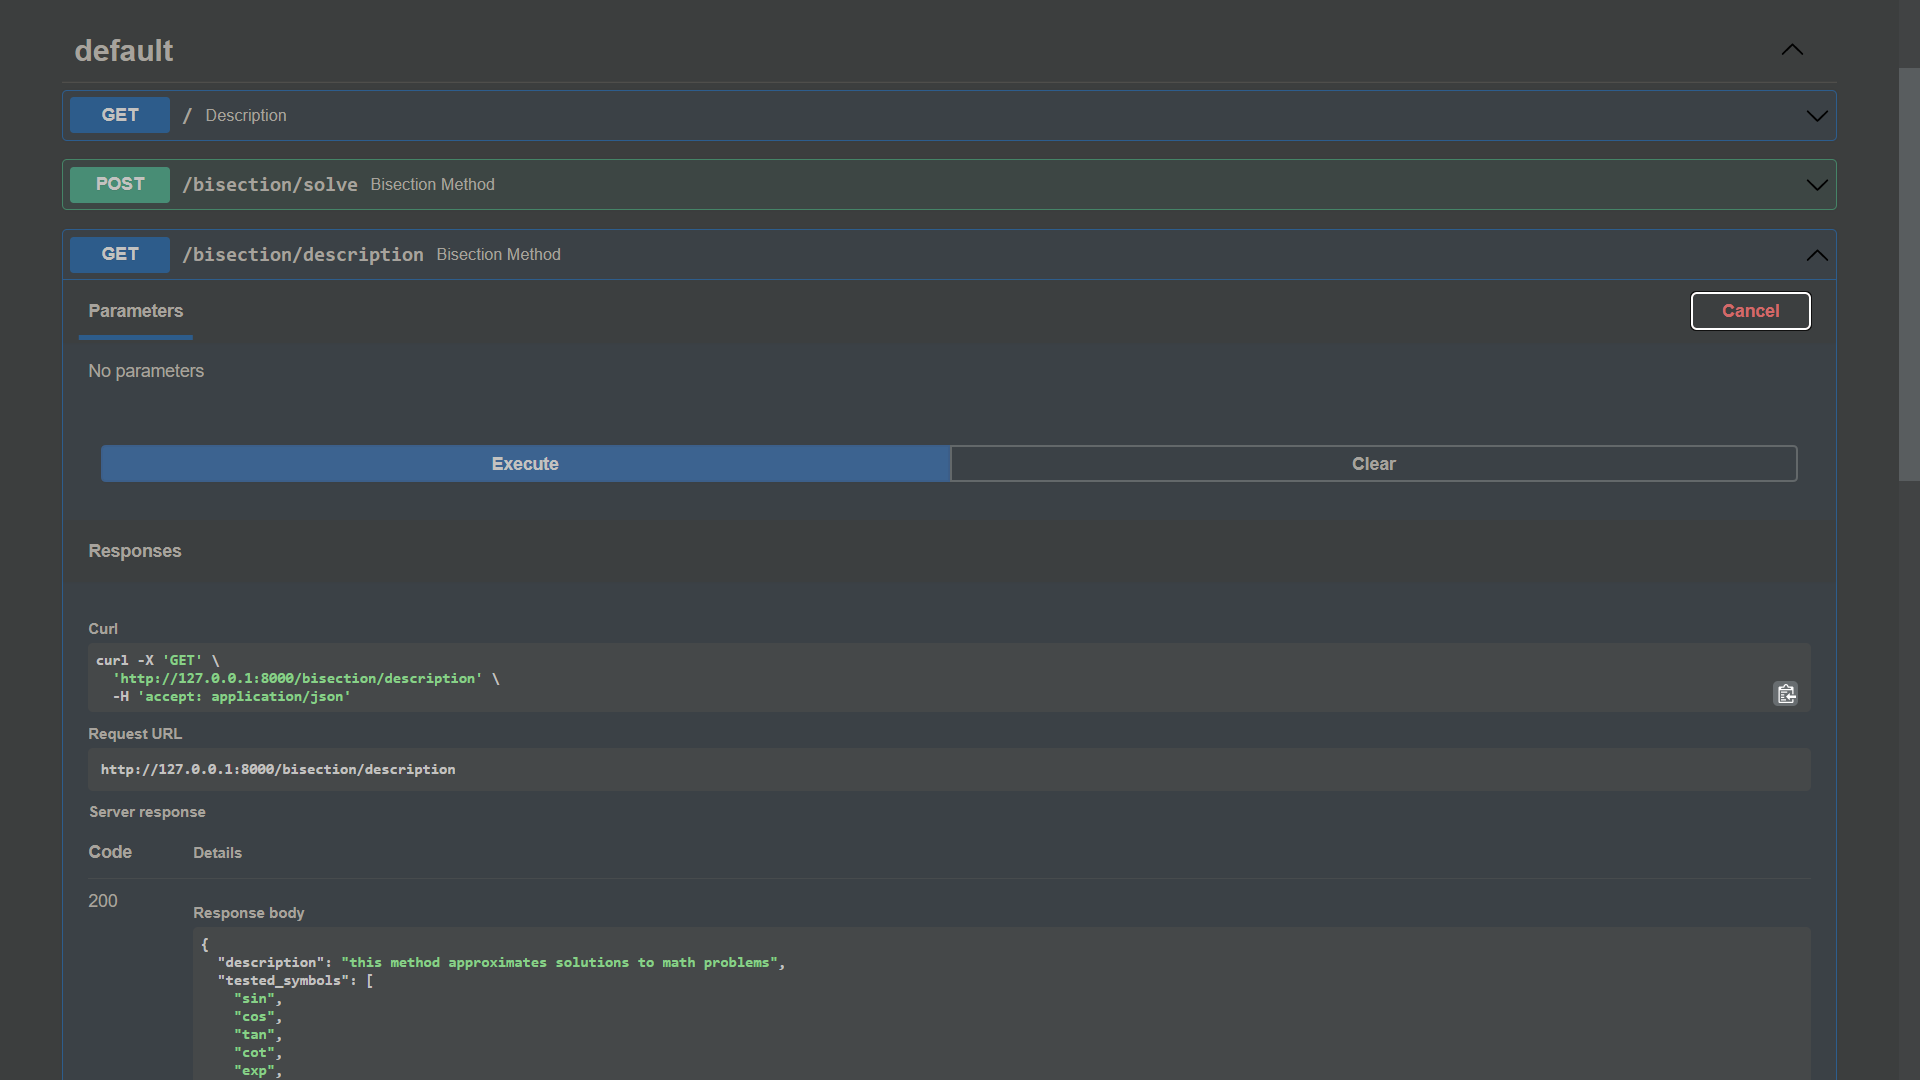 default
GET / Description
POST /bisection/solve Bisection Method
GET /bisection/description Bisection Method
Parameters
Cancel
No parameters
Execute
Clear
Responses
Curl
curl -X 'GET' \
  'http://127.0.0.1:8000/bisection/description' \
  -H 'accept: application/json'
Request URL
http://127.0.0.1:8000/bisection/description
Server response
Code Details
200
Response body
{
  "description": "this method approximates solutions to math problems",
  "tested_symbols": [
    "sin",
    "cos",
    "tan",
    "cot",
    "exp",